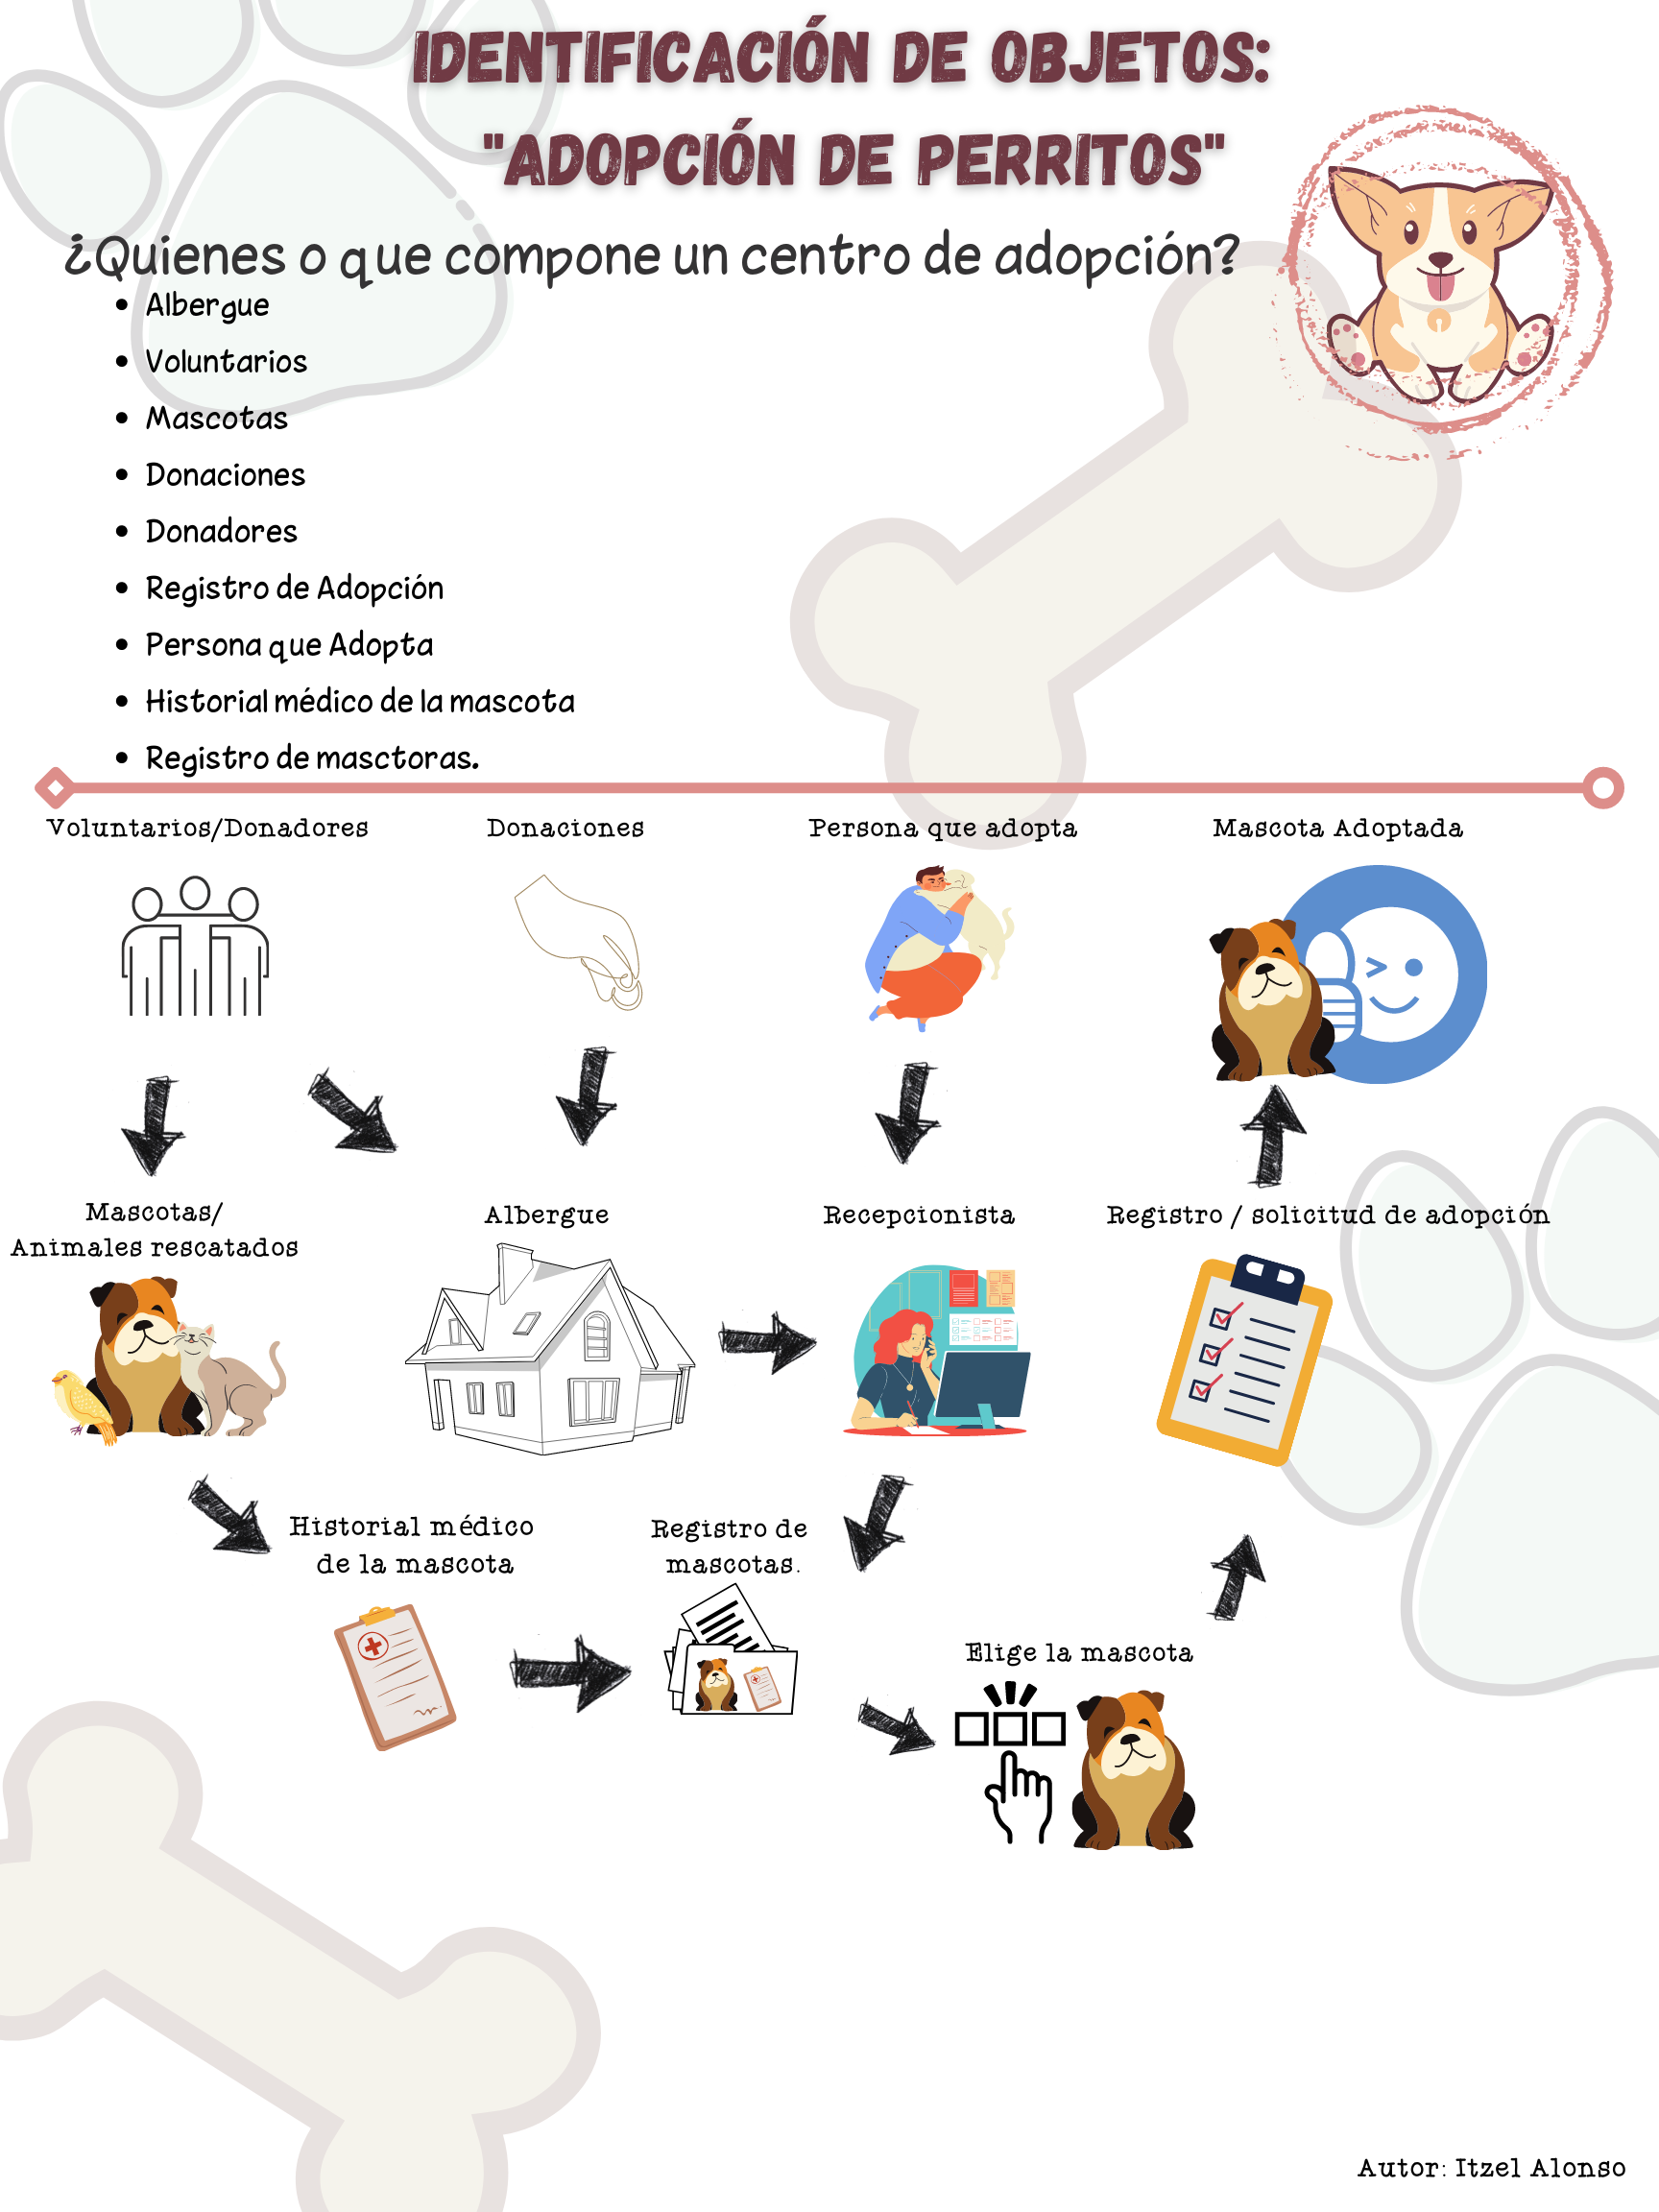 IDENTIFICACIÓN DE OBJETOS:
"ADOPCIÓN DE PERRITOS"
¿Quienes o que compone un centro de adopción?
• Albergue
• Voluntarios
• Mascotas
• Donaciones
• Donadores
• Registro de Adopción
• Persona que Adopta
• Historial médico de la mascota
• Registro de masctoras.
Voluntarios/Donadores
Donaciones
Persona que adopta
Mascota Adoptada
Mascotas/
Animales rescatados
Albergue
Recepcionista
Registro / solicitud de adopción
Historial médico
de la mascota
Registro de
mascotas.
Elige la mascota
Autor: Itzel Alonso